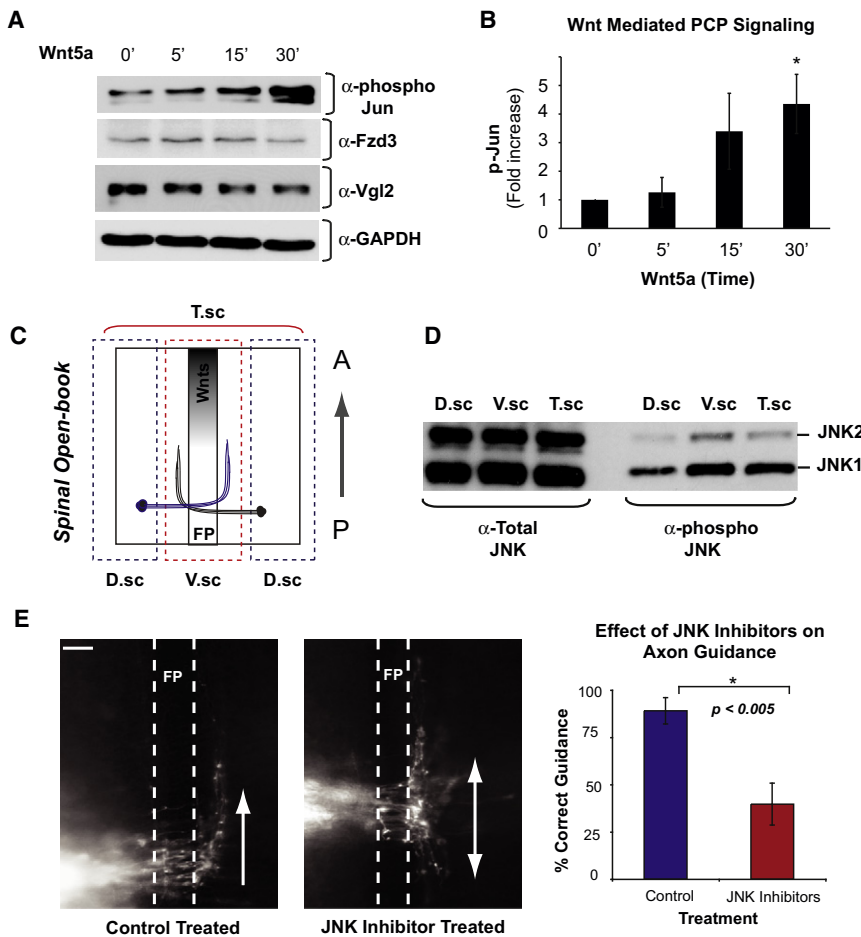 A
Wnt5a 0' 5' 15' 30'
α-phospho
Jun
α-Fzd3
α-Vgl2
α-GAPDH
B
Wnt Mediated PCP Signaling
p-Jun
(Fold increase)
6
5
4
3
2
1
0
*
0' 5' 15' 30'
Wnt5a (Time)
C
T.sc
Spinal Open-book
Wnts
FP
A
P
D.sc V.sc D.sc
D
D.sc V.sc T.sc D.sc V.sc T.sc
JNK2
JNK1
α-Total
JNK
α-phospho
JNK
E
FP
Control Treated
FP
JNK Inhibitor Treated
Effect of JNK Inhibitors on
Axon Guidance
% Correct Guidance
100
75
50
25
0
*
p < 0.005
Control JNK Inhibitors
Treatment